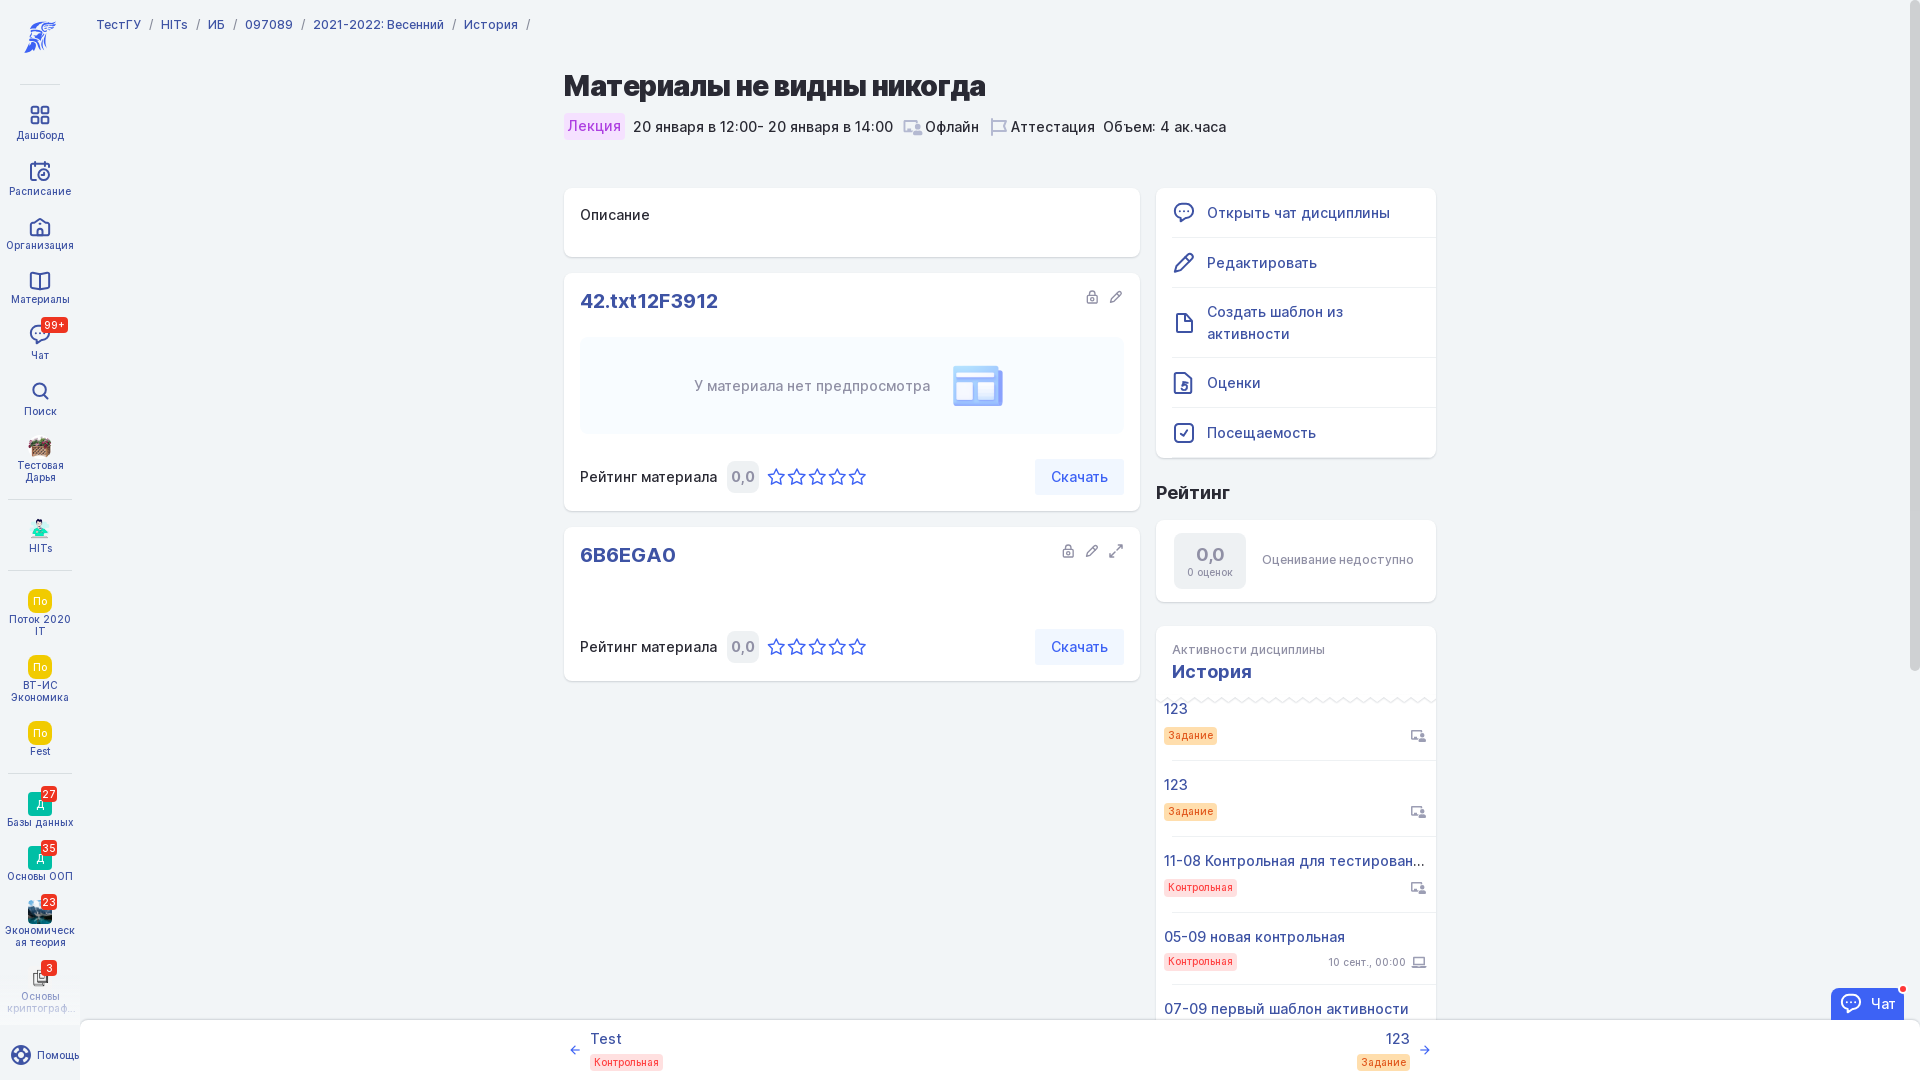 ТестГУ / HITs / ИБ / 097089 / 2021-2022: Весенний / История /
Дашборд
Расписание
Организация
Материалы
99+
Чат
Поиск
Тестовая
Дарья
HITs
По
Поток 2020
IT
По
ВТ-ИС
Экономика
По
Fest
27
Д
Базы данных
35
Д
Основы ООП
23
Экономическ
ая теория
3
Основы
криптограф...
Помощь
Материалы не видны никогда
Лекция 20 января в 12:00- 20 января в 14:00 Офлайн Аттестация Объем: 4 ак.часа
Описание
42.txt12F3912
У материала нет предпросмотра
Рейтинг материала 0,0 Скачать
6B6EGA0
Рейтинг материала 0,0 Скачать
Открыть чат дисциплины
Редактировать
Создать шаблон из
активности
5
Оценки
Посещаемость
Рейтинг
0,0
0 оценок
Оценивание недоступно
Активности дисциплины
История
123
Задание
123
Задание
11-08 Контрольная для тестирован...
Контрольная
05-09 новая контрольная
Контрольная 10 сент., 00:00
07-09 первый шаблон активности
Чат
Test
Контрольная
123
Задание